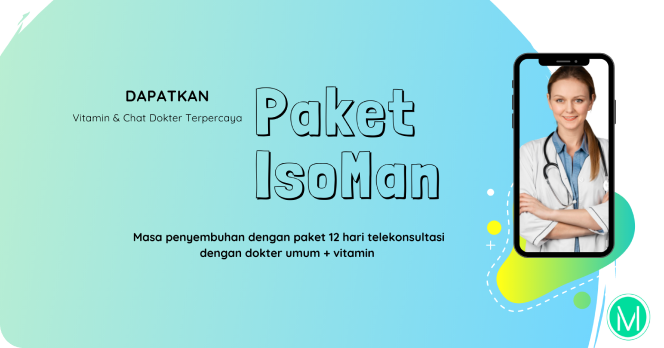 DAPATKAN
Vitamin & Chat Dokter Terpercaya
Paket
IsoMan
Masa penyembuhan dengan paket 12 hari telekonsultasi
dengan dokter umum + vitamin
M